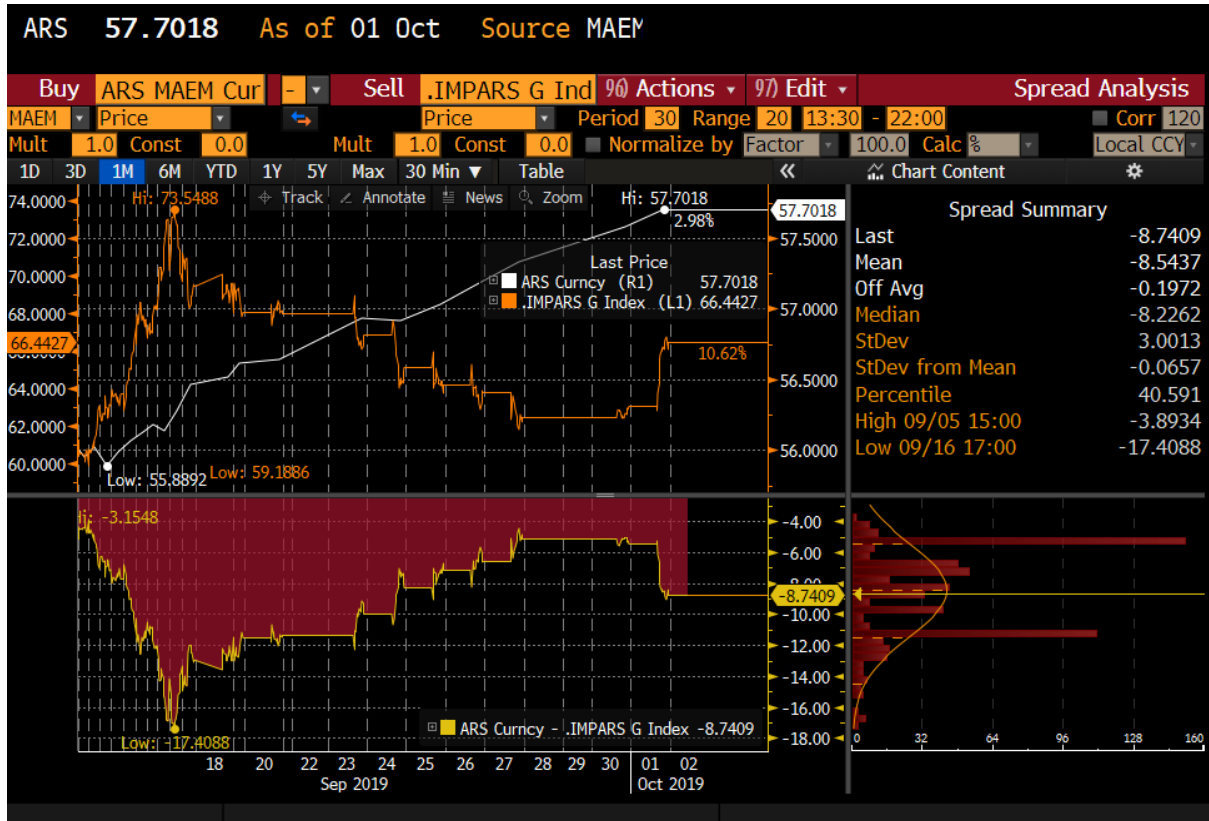 ARS 57.7018 As of 01 Oct Source MAEM
Buy ARS MAEM Cur - Sell .IMPARS G Ind 96) Actions 97) Edit Spread Analysis
MAEM Price Price Period 30 Range 20 13:30 - 22:00 Corr 120
Mult 1.0 Const 0.0 Mult 1.0 Const 0.0 Normalize by Factor 100.0 Calc % Local CCY
1D 3D 1M 6M YTD 1Y 5Y Max 30 Min ▼ Table « Chart Content
Track Annotate News Zoom
Hi: 73.5488
Hi: 57.7018
2.98%
74.0000
72.0000
70.0000
68.0000
66.4427
64.0000
62.0000
60.0000
57.7018
57.5000
57.0000
56.5000
56.0000
Last Price
ARS Curncy (R1) 57.7018
.IMPARS G Index (L1) 66.4427
10.62%
Low: 55.8892
Low: 59.1886
Spread Summary
Last -8.7409
Mean -8.5437
Off Avg -0.1972
Median -8.2262
StDev 3.0013
StDev from Mean -0.0657
Percentile 40.591
High 09/05 15:00 -3.8934
Low 09/16 17:00 -17.4088
Hi: -3.1548
-4.00
-6.00
-8.00
-8.7409
-10.00
-12.00
-14.00
-16.00
-18.00
ARS Curncy - .IMPARS G Index -8.7409
Low: -17.4088
18 20 22 23 24 25 26 27 28 29 30 01 02
Sep 2019 Oct 2019
0 32 64 96 128 160